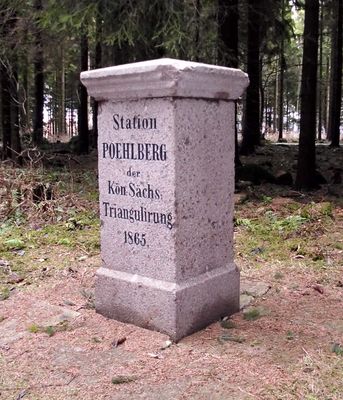 Station
POEHLBERG
der
Kön. Sächs.
Triangulirung
1865.